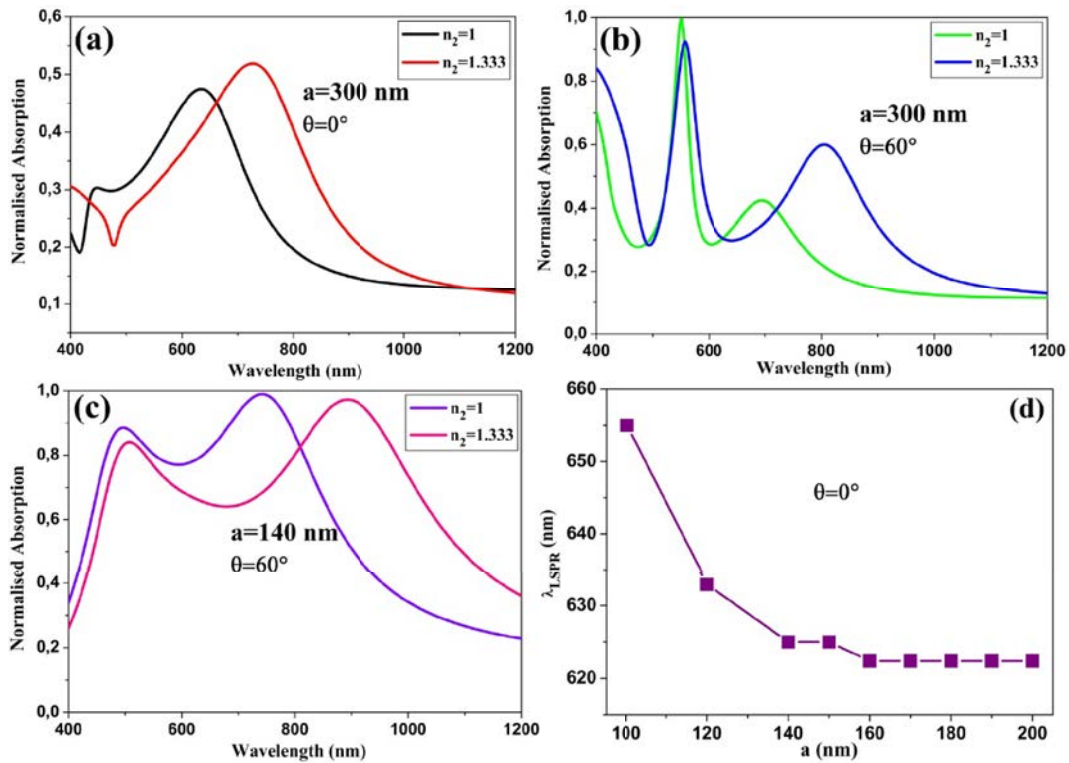 (a)
n₂=1
n₂=1.333
a=300 nm
θ=0°
Normalised Absorption
0,6
0,5
0,4
0,3
0,2
0,1
400 600 800 1000 1200
Wavelength (nm)
(b)
n₂=1
n₂=1.333
a=300 nm
θ=60°
Normalised Absorption
1,0
0,8
0,6
0,4
0,2
0,0
400 600 800 1000 1200
Wavelength (nm)
(c)
n₂=1
n₂=1.333
a=140 nm
θ=60°
Normalised Absorption
1,0
0,8
0,6
0,4
0,2
0,0
400 600 800 1000 1200
Wavelength (nm)
(d)
θ=0°
λLSPR (nm)
660
650
640
630
620
100 120 140 160 180 200
a (nm)